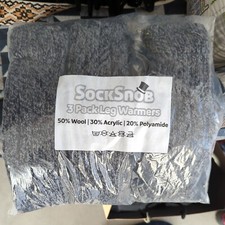 SockSnob
3 Pack Leg Warmers
50% Wool | 30% Acrylic | 20% Polyamide